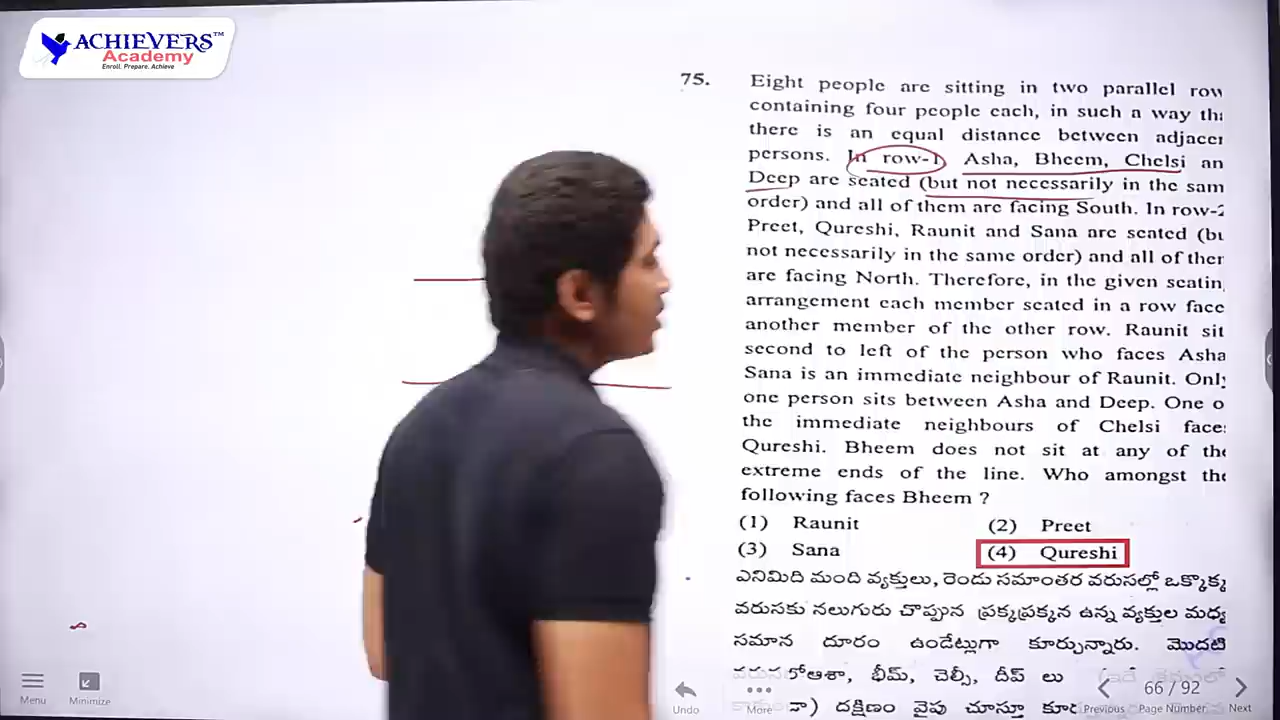 ACHIEVERS™
Academy
Enroll. Prepare. Achieve
75. Eight people are sitting in two parallel row
containing four people each, in such a way tha
there is an equal distance between adjacen
persons. In row-1 Asha, Bheem, Chelsi an
Deep are seated (but not necessarily in the sam
order) and all of them are facing South. In row-2
Preet, Qureshi, Raunit and Sana are seated (bu
not necessarily in the same order) and all of ther
are facing North. Therefore, in the given seatin
arrangement each member seated in a row face
another member of the other row. Raunit sit
second to left of the person who faces Asha
Sana is an immediate neighbour of Raunit. Only
one person sits between Asha and Deep. One o
the immediate neighbours of Chelsi faces
Qureshi. Bheem does not sit at any of the
extreme ends of the line. Who amongst the
following faces Bheem ?
(1) Raunit (2) Preet
(3) Sana (4) Qureshi
ఎనిమిది మంది వ్యక్తులు, రెండు సమాంతర వరుసల్లో ఒక్కొక్క
వరుసకు నలుగురు చొప్పున ప్రక్కప్రక్కన ఉన్న వ్యక్తుల మధ్య
సమాన దూరం ఉండేట్లుగా కూర్చున్నారు. మొదటి
ఆశా, భీమ్, చెల్సీ, దీప్ లు
దక్షిణం వైపు చూస్తూ
Menu Minimize Undo More Previous 66 / 92 Page Number Next